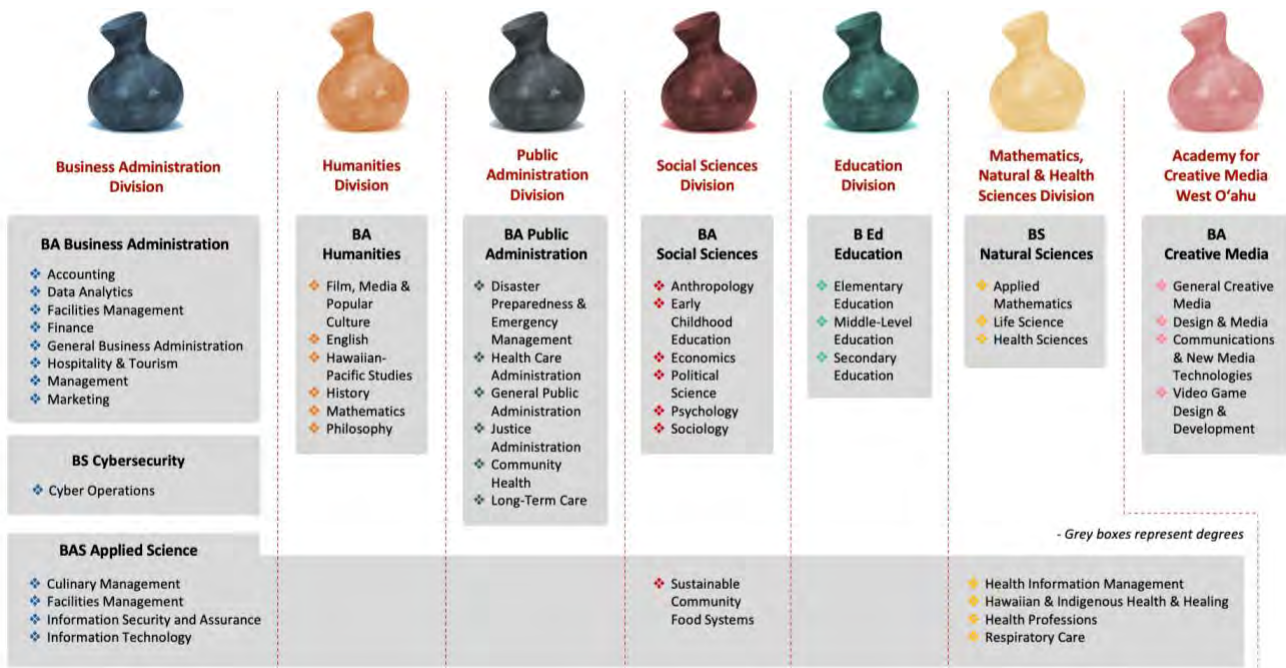 Business Administration
Division
Humanities
Division
Public
Administration
Division
Social Sciences
Division
Education
Division
Mathematics,
Natural & Health
Sciences Division
Academy for
Creative Media
West Oʻahu
BA Business Administration
Accounting
Data Analytics
Facilities Management
Finance
General Business Administration
Hospitality & Tourism
Management
Marketing
BS Cybersecurity
Cyber Operations
BA
Humanities
Film, Media &
Popular
Culture
English
Hawaiian-
Pacific Studies
History
Mathematics
Philosophy
BA Public
Administration
Disaster
Preparedness &
Emergency
Management
Health Care
Administration
General Public
Administration
Justice
Administration
Community
Health
Long-Term Care
BA
Social Sciences
Anthropology
Early
Childhood
Education
Economics
Political
Science
Psychology
Sociology
B Ed
Education
Elementary
Education
Middle-Level
Education
Secondary
Education
BS
Natural Sciences
Applied
Mathematics
Life Science
Health Sciences
BA
Creative Media
General Creative
Media
Design & Media
Communications
& New Media
Technologies
Video Game
Design &
Development
- Grey boxes represent degrees
BAS Applied Science
Culinary Management
Facilities Management
Information Security and Assurance
Information Technology
Sustainable
Community
Food Systems
Health Information Management
Hawaiian & Indigenous Health & Healing
Health Professions
Respiratory Care